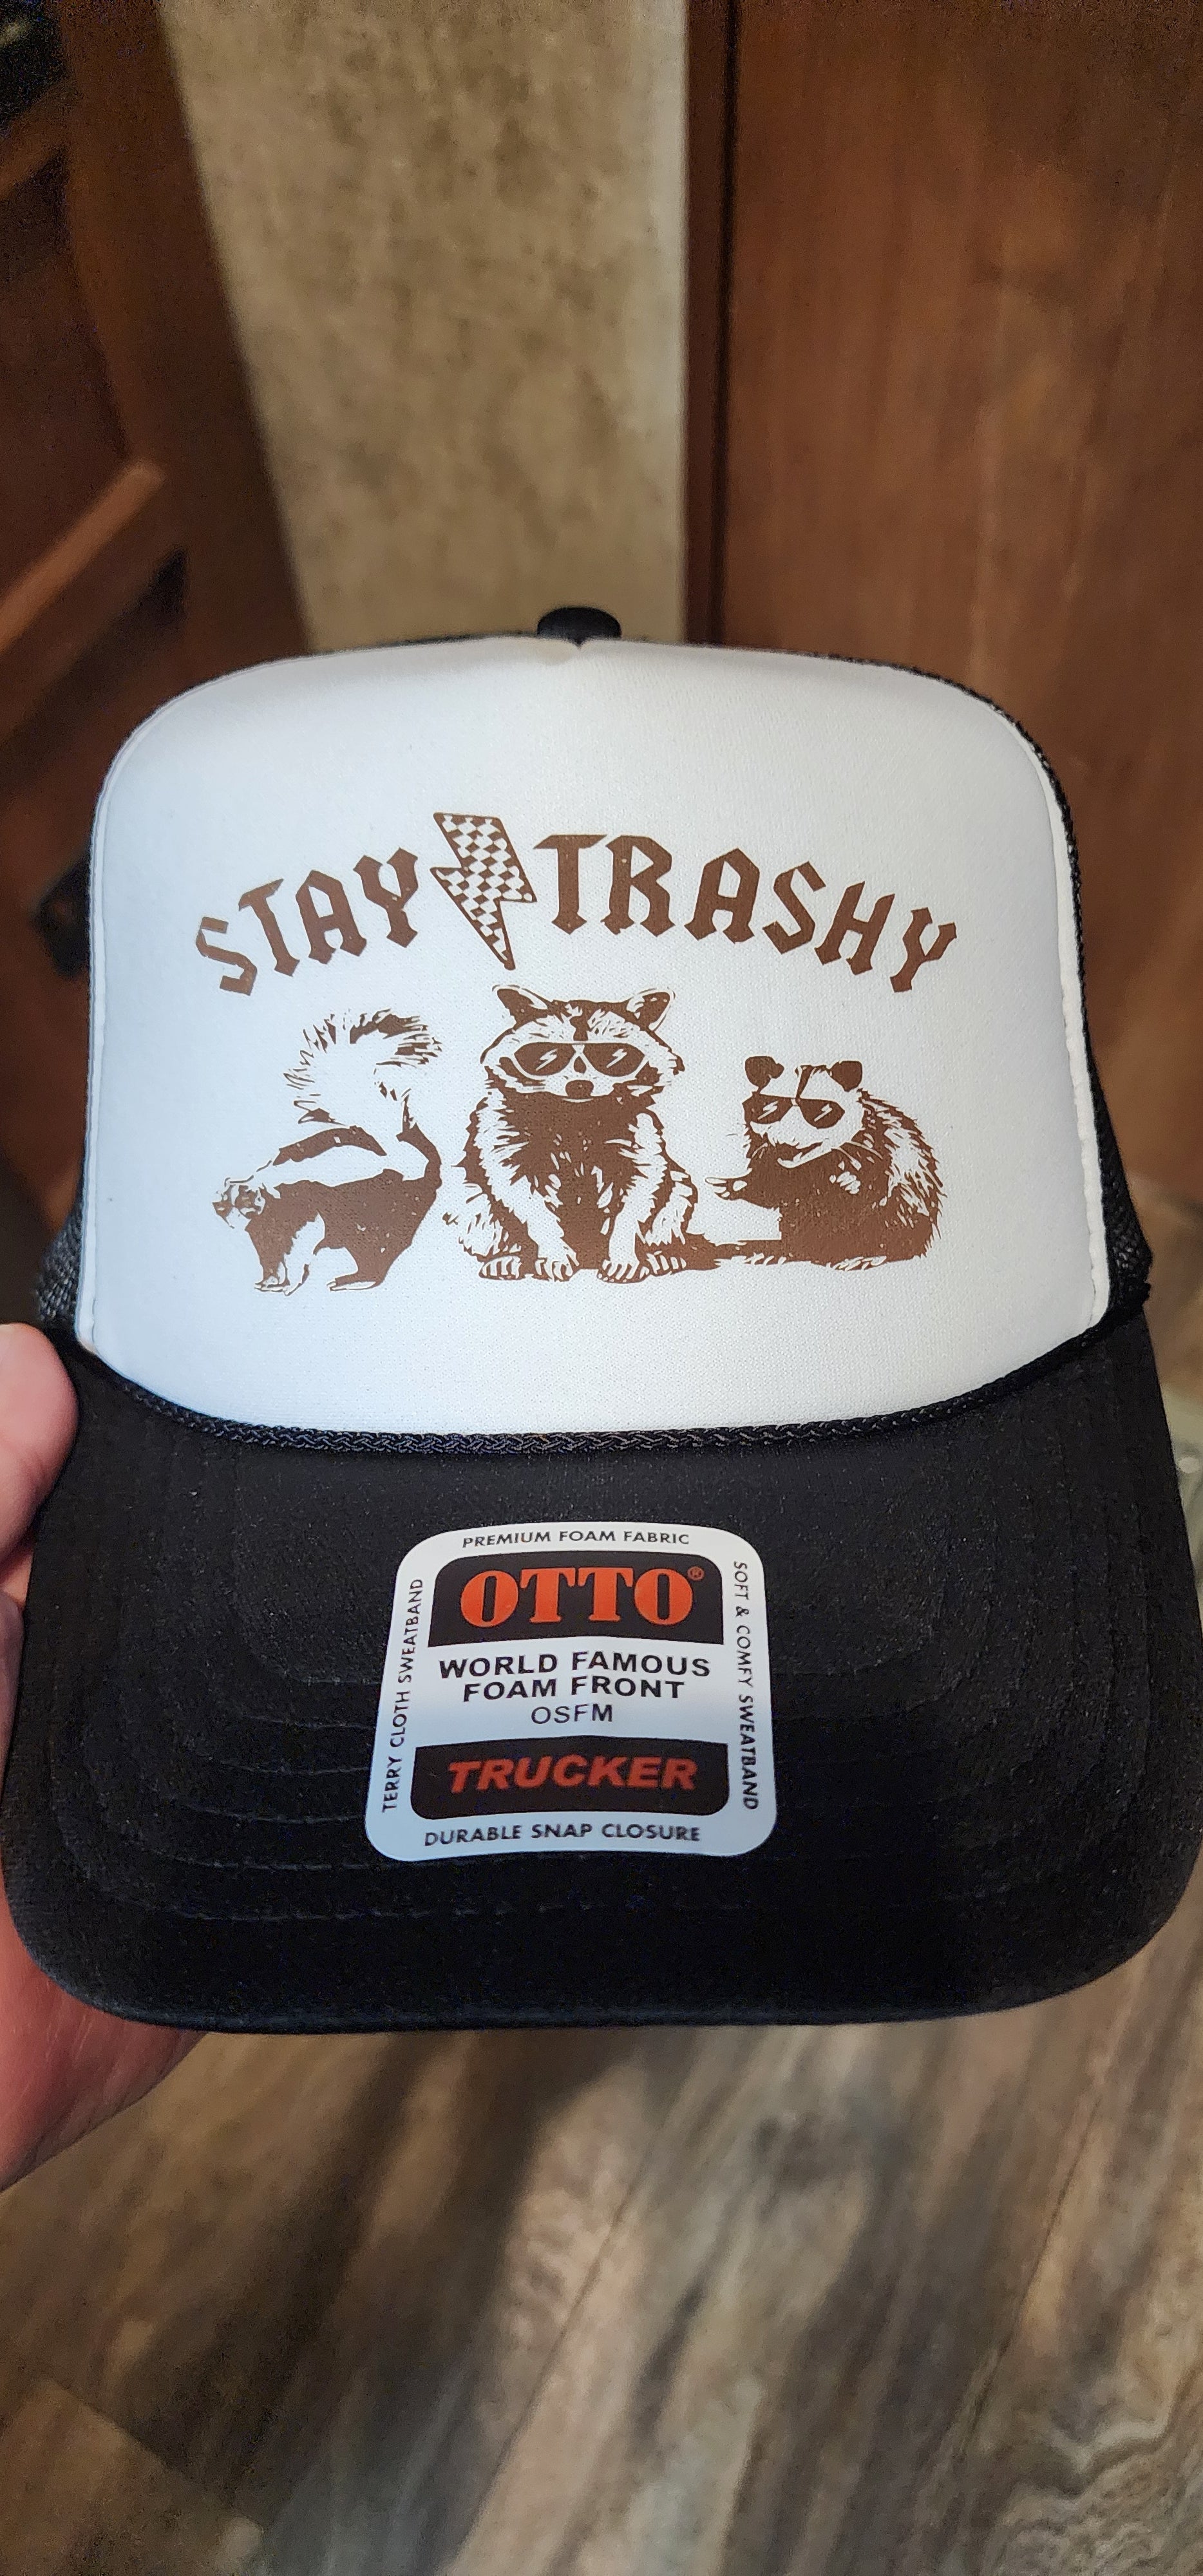 STAY TRASHY
PREMIUM FOAM FABRIC
OTTO®
WORLD FAMOUS
FOAM FRONT
OSFM
TRUCKER
DURABLE SNAP CLOSURE
TERRY CLOTH SWEATBAND
SOFT & COMFY SWEATBAND